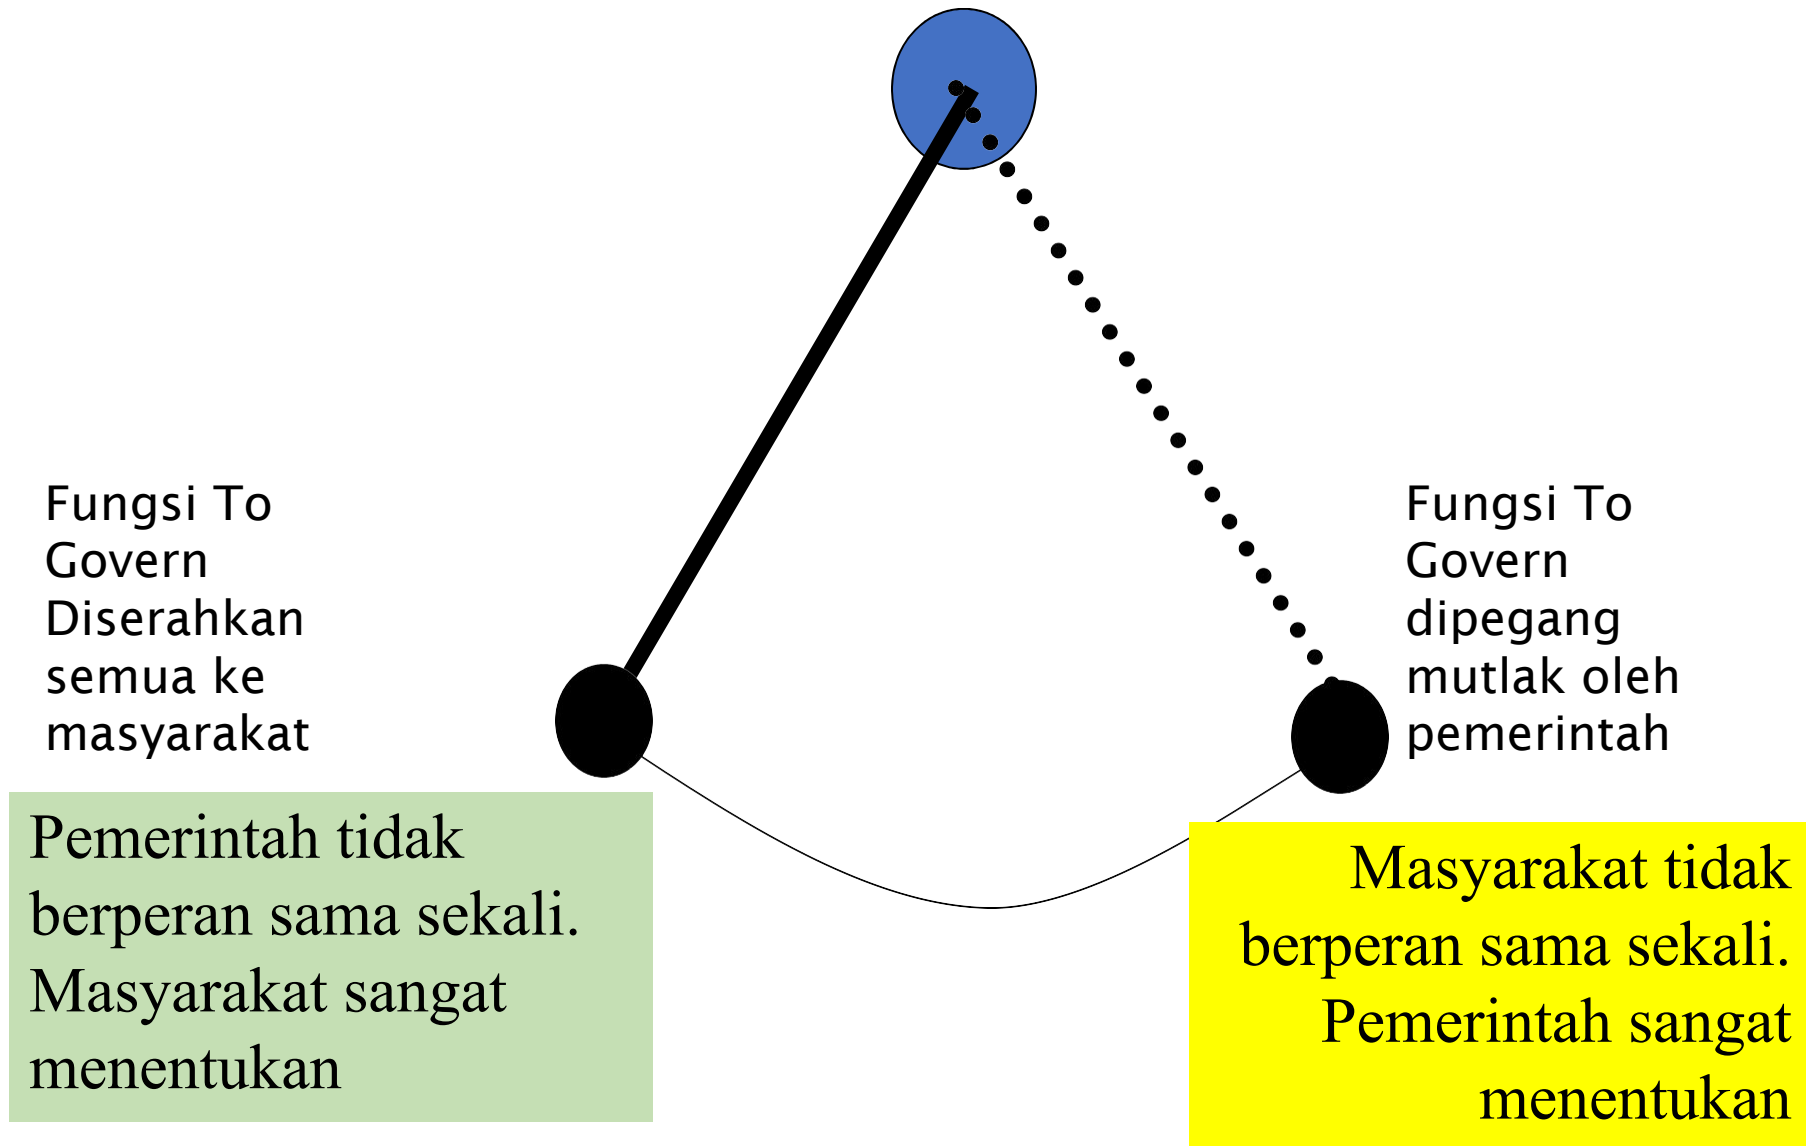 Fungsi To
Govern
Diserahkan
semua ke
masyarakat
Fungsi To
Govern
dipegang
mutlak oleh
pemerintah
Pemerintah tidak
berperan sama sekali.
Masyarakat sangat
menentukan
Masyarakat tidak
berperan sama sekali.
Pemerintah sangat
menentukan